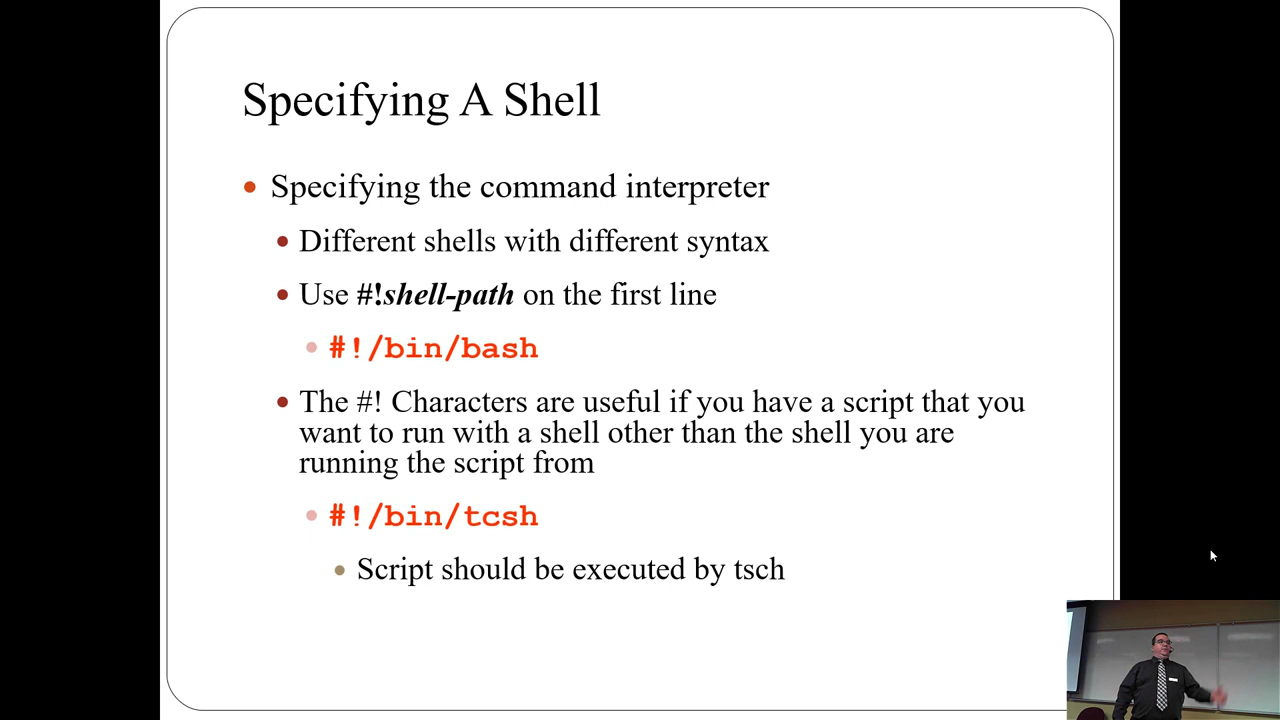 Specifying A Shell
Specifying the command interpreter
Different shells with different syntax
Use #!shell-path on the first line
#!/bin/bash
The #! Characters are useful if you have a script that you
want to run with a shell other than the shell you are
running the script from
#!/bin/tcsh
Script should be executed by tsch